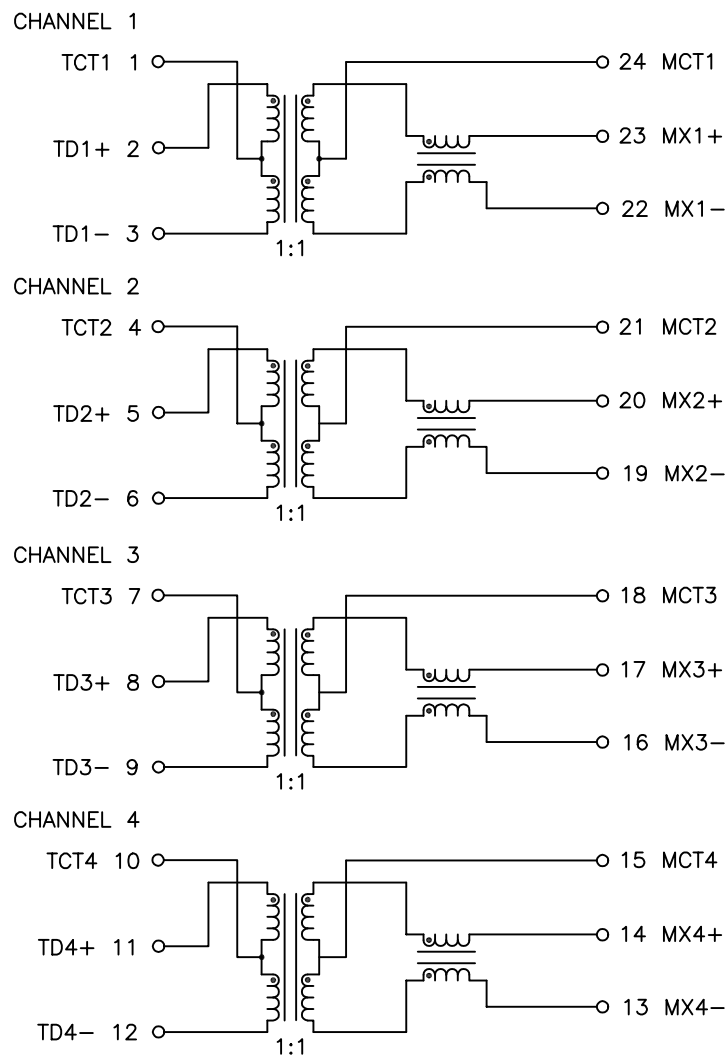 CHANNEL 1
TCT1 1 24 MCT1
TD1+ 2 23 MX1+
22 MX1-
TD1- 3
1:1
CHANNEL 2
TCT2 4 21 MCT2
TD2+ 5 20 MX2+
19 MX2-
TD2- 6
1:1
CHANNEL 3
TCT3 7 18 MCT3
TD3+ 8 17 MX3+
16 MX3-
TD3- 9
1:1
CHANNEL 4
TCT4 10 15 MCT4
TD4+ 11 14 MX4+
13 MX4-
TD4- 12
1:1